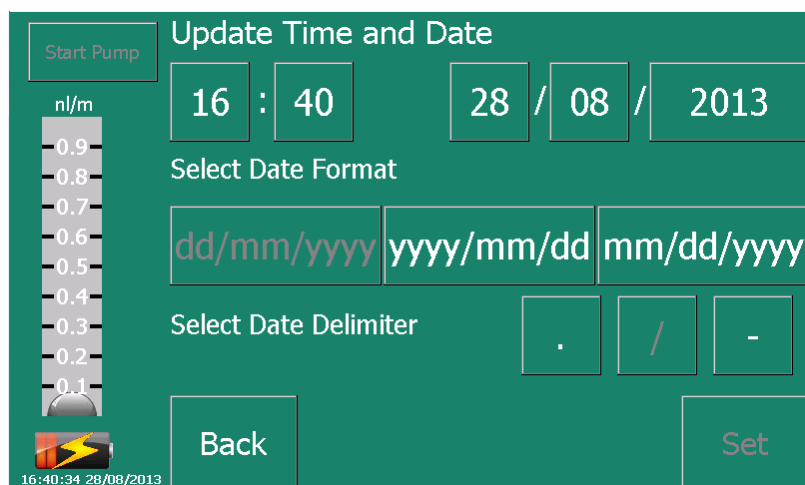 Start Pump
Update Time and Date
16 : 40 28 / 08 / 2013
nl/m
0.9
0.8
0.7
0.6
0.5
0.4
0.3
0.2
0.1
Select Date Format
dd/mm/yyyy yyyy/mm/dd mm/dd/yyyy
Select Date Delimiter . / -
Back Set
16:40:34 28/08/2013